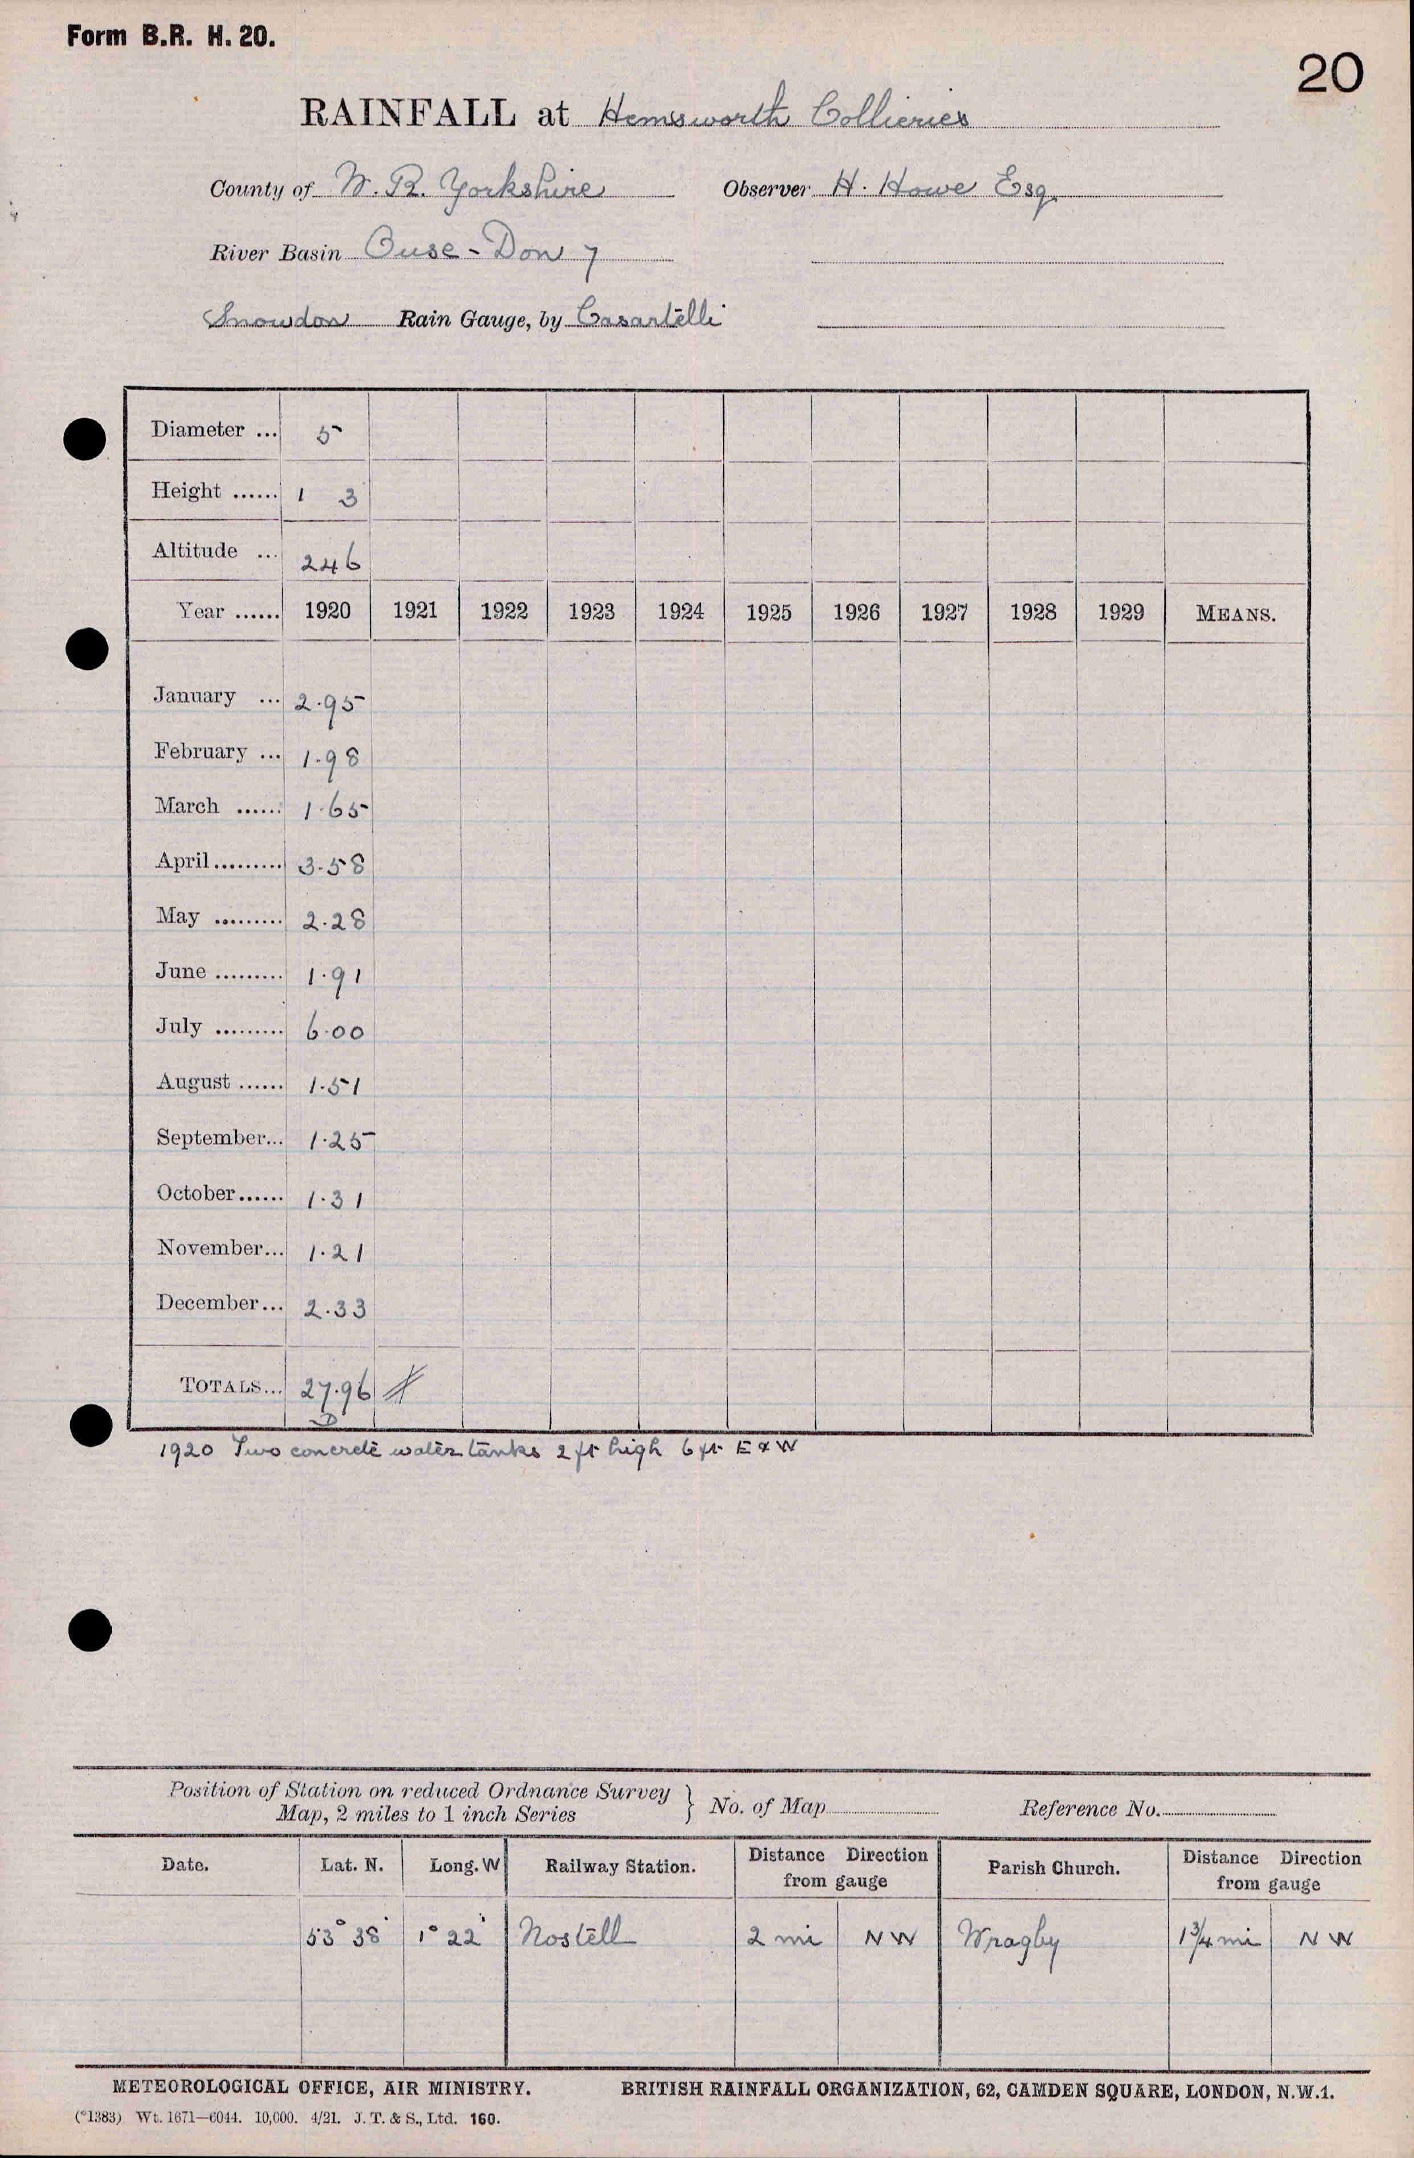 Form B.R. H. 20.
20
RAINFALL at Hemsworth Collieries
County of W. R. Yorkshire Observer H. Howe Esq.
River Basin Ouse - Don 7
Snowdon Rain Gauge, by Casartelli
Diameter ... 5
Height ...... 1 3
Altitude ... 246
Year ...... 1920 1921 1922 1923 1924 1925 1926 1927 1928 1929 MEANS.
January ... 2.95
February ... 1.98
March ...... 1.65
April ......... 3.58
May ......... 2.28
June ......... 1.91
July ......... 6.00
August ...... 1.51
September... 1.25
October...... 1.31
November... 1.21
December... 2.33
TOTALS... 27.96
D
1920 Two concrete water tanks 2 ft high 6 ft E & W
Position of Station on reduced Ordnance Survey
Map, 2 miles to 1 inch Series } No. of Map Reference No.
Date. Lat. N. Long. W Railway Station. Distance Direction from gauge Parish Church. Distance Direction from gauge
53° 38' 1° 22' Nostell 2 mi NW Wragby 1¾ mi NW
METEOROLOGICAL OFFICE, AIR MINISTRY. BRITISH RAINFALL ORGANIZATION, 62, CAMDEN SQUARE, LONDON, N.W.1.
(*1383) Wt. 1671—6044. 10,000. 4/21. J. T. & S., Ltd. 160.